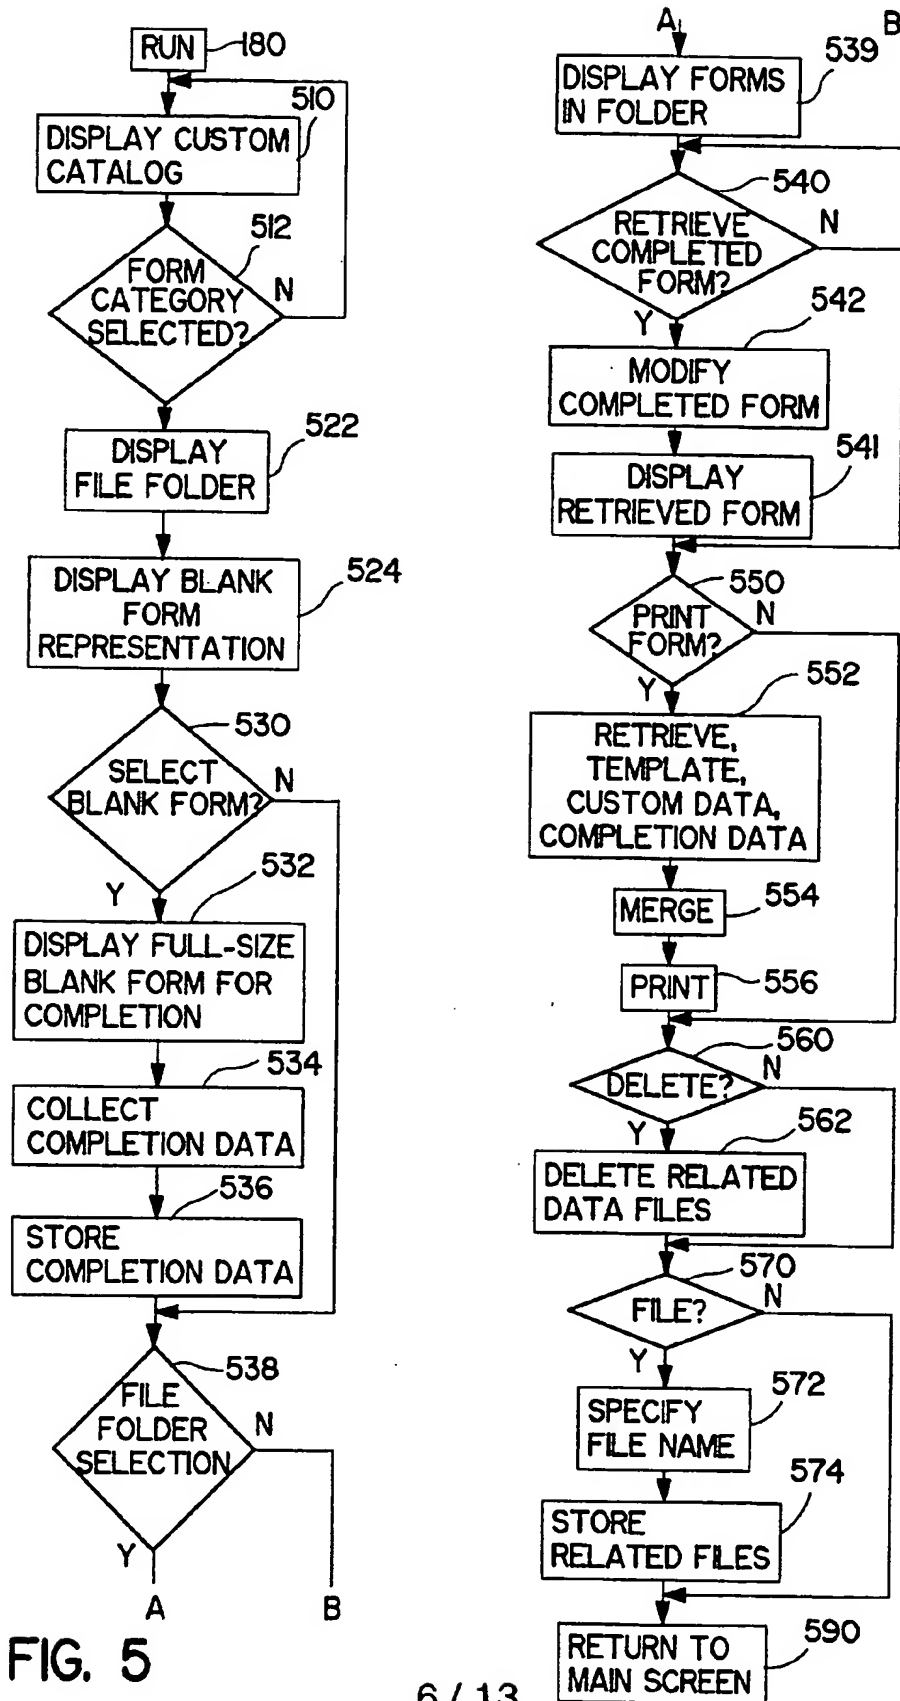 RUN
180
510
DISPLAY CUSTOM
CATALOG
512
FORM
CATEGORY
SELECTED?
N
522
DISPLAY
FILE FOLDER
524
DISPLAY BLANK
FORM
REPRESENTATION
530
SELECT
BLANK FORM?
N
Y
532
DISPLAY FULL-SIZE
BLANK FORM FOR
COMPLETION
534
COLLECT
COMPLETION DATA
536
STORE
COMPLETION DATA
538
FILE
FOLDER
SELECTION
N
Y
A
B
FIG. 5
A
B
539
DISPLAY FORMS
IN FOLDER
540
RETRIEVE
COMPLETED
FORM?
N
Y
542
MODIFY
COMPLETED FORM
541
DISPLAY
RETRIEVED FORM
550
PRINT
FORM?
N
Y
552
RETRIEVE,
TEMPLATE,
CUSTOM DATA,
COMPLETION DATA
MERGE
554
PRINT
556
560
DELETE?
N
Y
562
DELETE RELATED
DATA FILES
570
FILE?
N
Y
572
SPECIFY
FILE NAME
574
STORE
RELATED FILES
590
RETURN TO
MAIN SCREEN
6 / 13